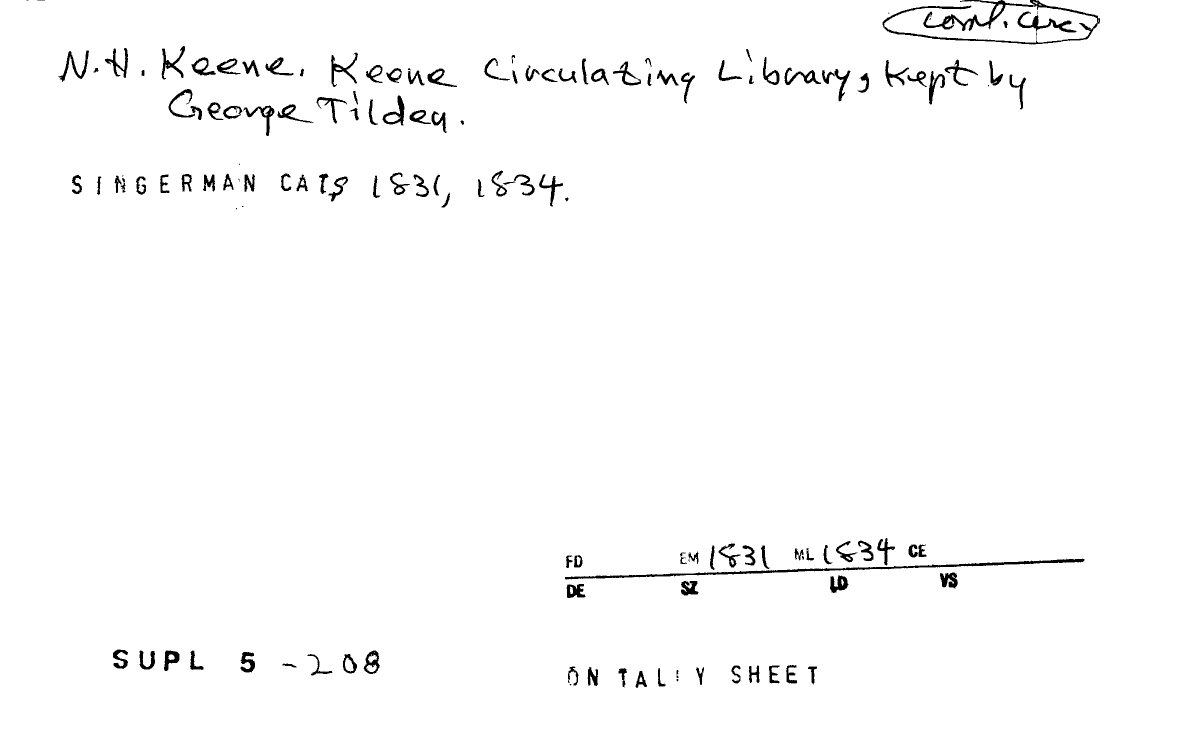 coml. circ
N.H. Keene. Keene Circulating Library, Kept by
George Tilden.
SINGERMAN CATS 1831, 1834.
FD EM 1831 ML 1834 CE
DE SZ LD VS
SUPL 5 -208
ON TALLY SHEET